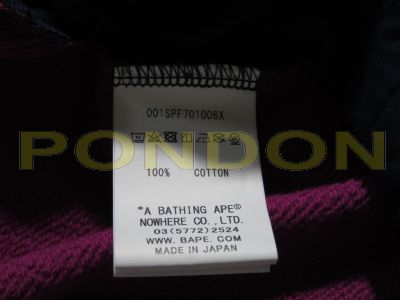 001SPF701006X
PONDON
100% COTTON
*A BATHING APE®
NOWHERE CO.,LTD.
03(5772)2524
WWW.BAPE.COM
MADE IN JAPAN